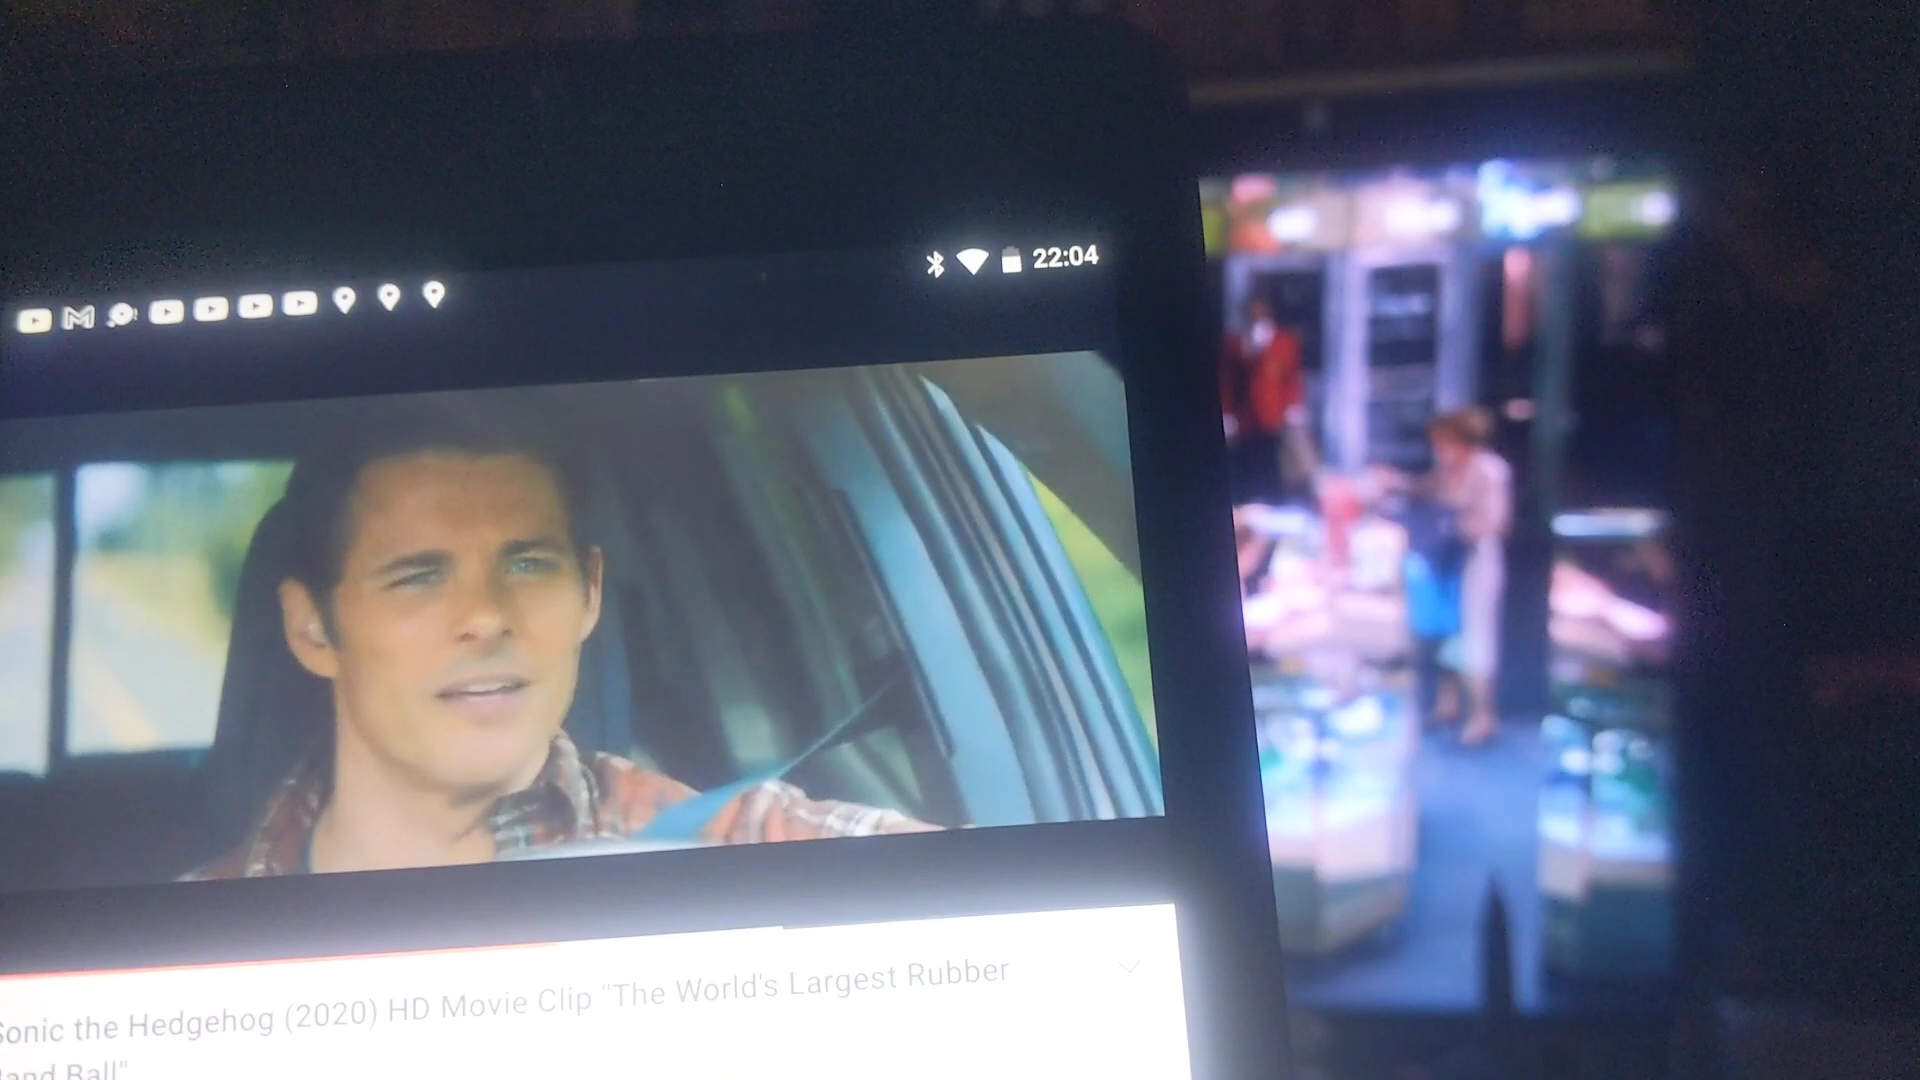 22:04
Sonic the Hedgehog (2020) HD Movie Clip "The World's Largest Rubber
Band Ball"